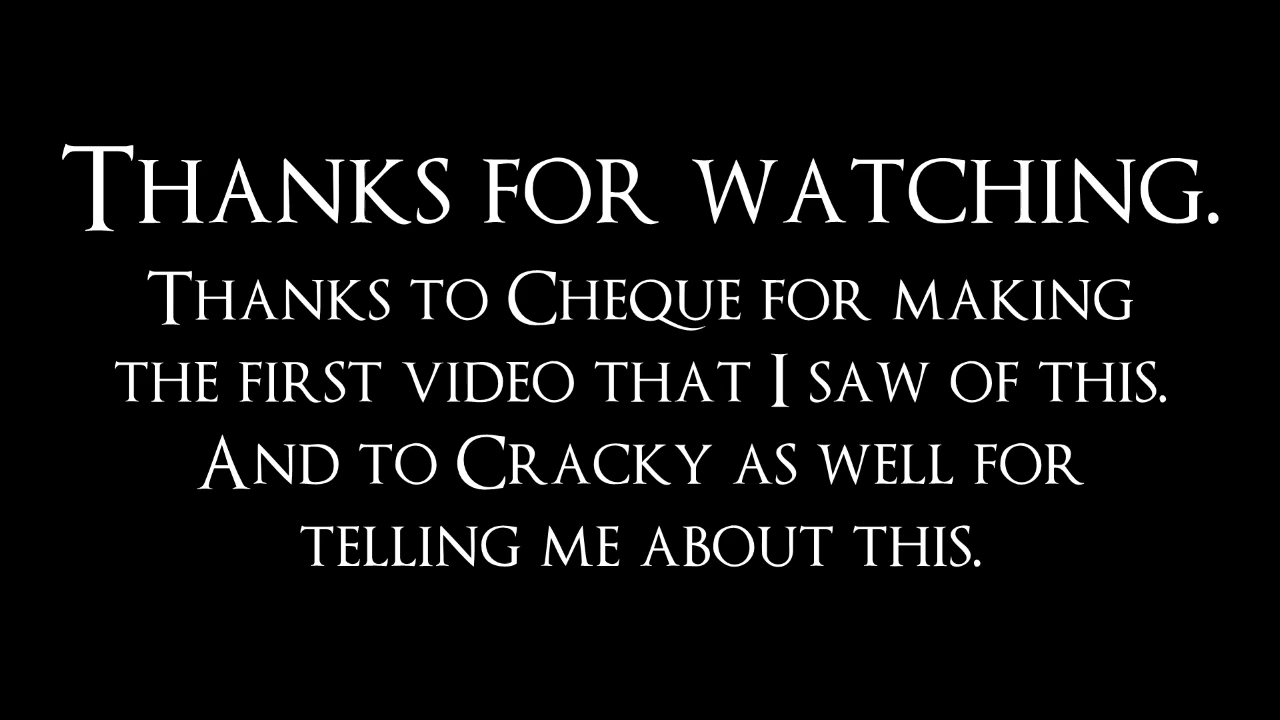 Thanks for watching.
Thanks to Cheque for making
the first video that I saw of this.
And to Cracky as well for
telling me about this.